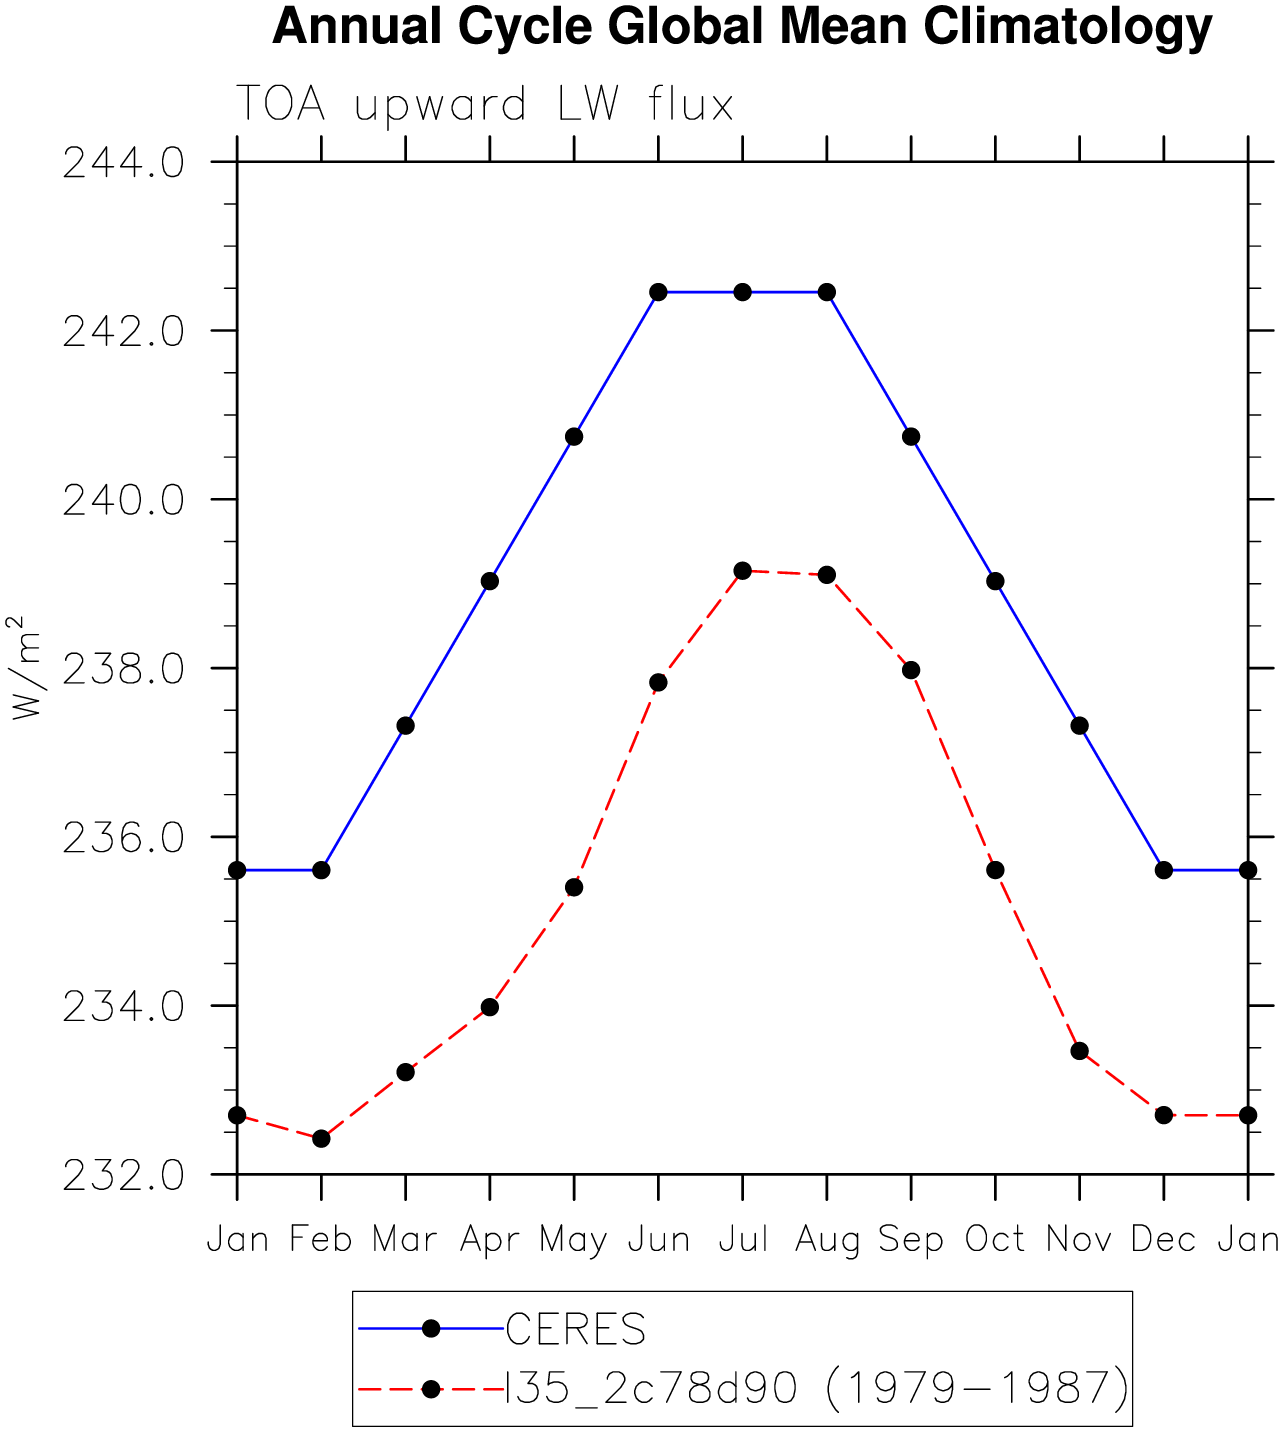 Annual Cycle Global Mean Climatology
TOA upward LW flux
244.0
242.0
240.0
238.0
236.0
234.0
232.0
W/m²
Jan Feb Mar Apr May Jun Jul Aug Sep Oct Nov Dec Jan
CERES
I35_2c78d90 (1979-1987)